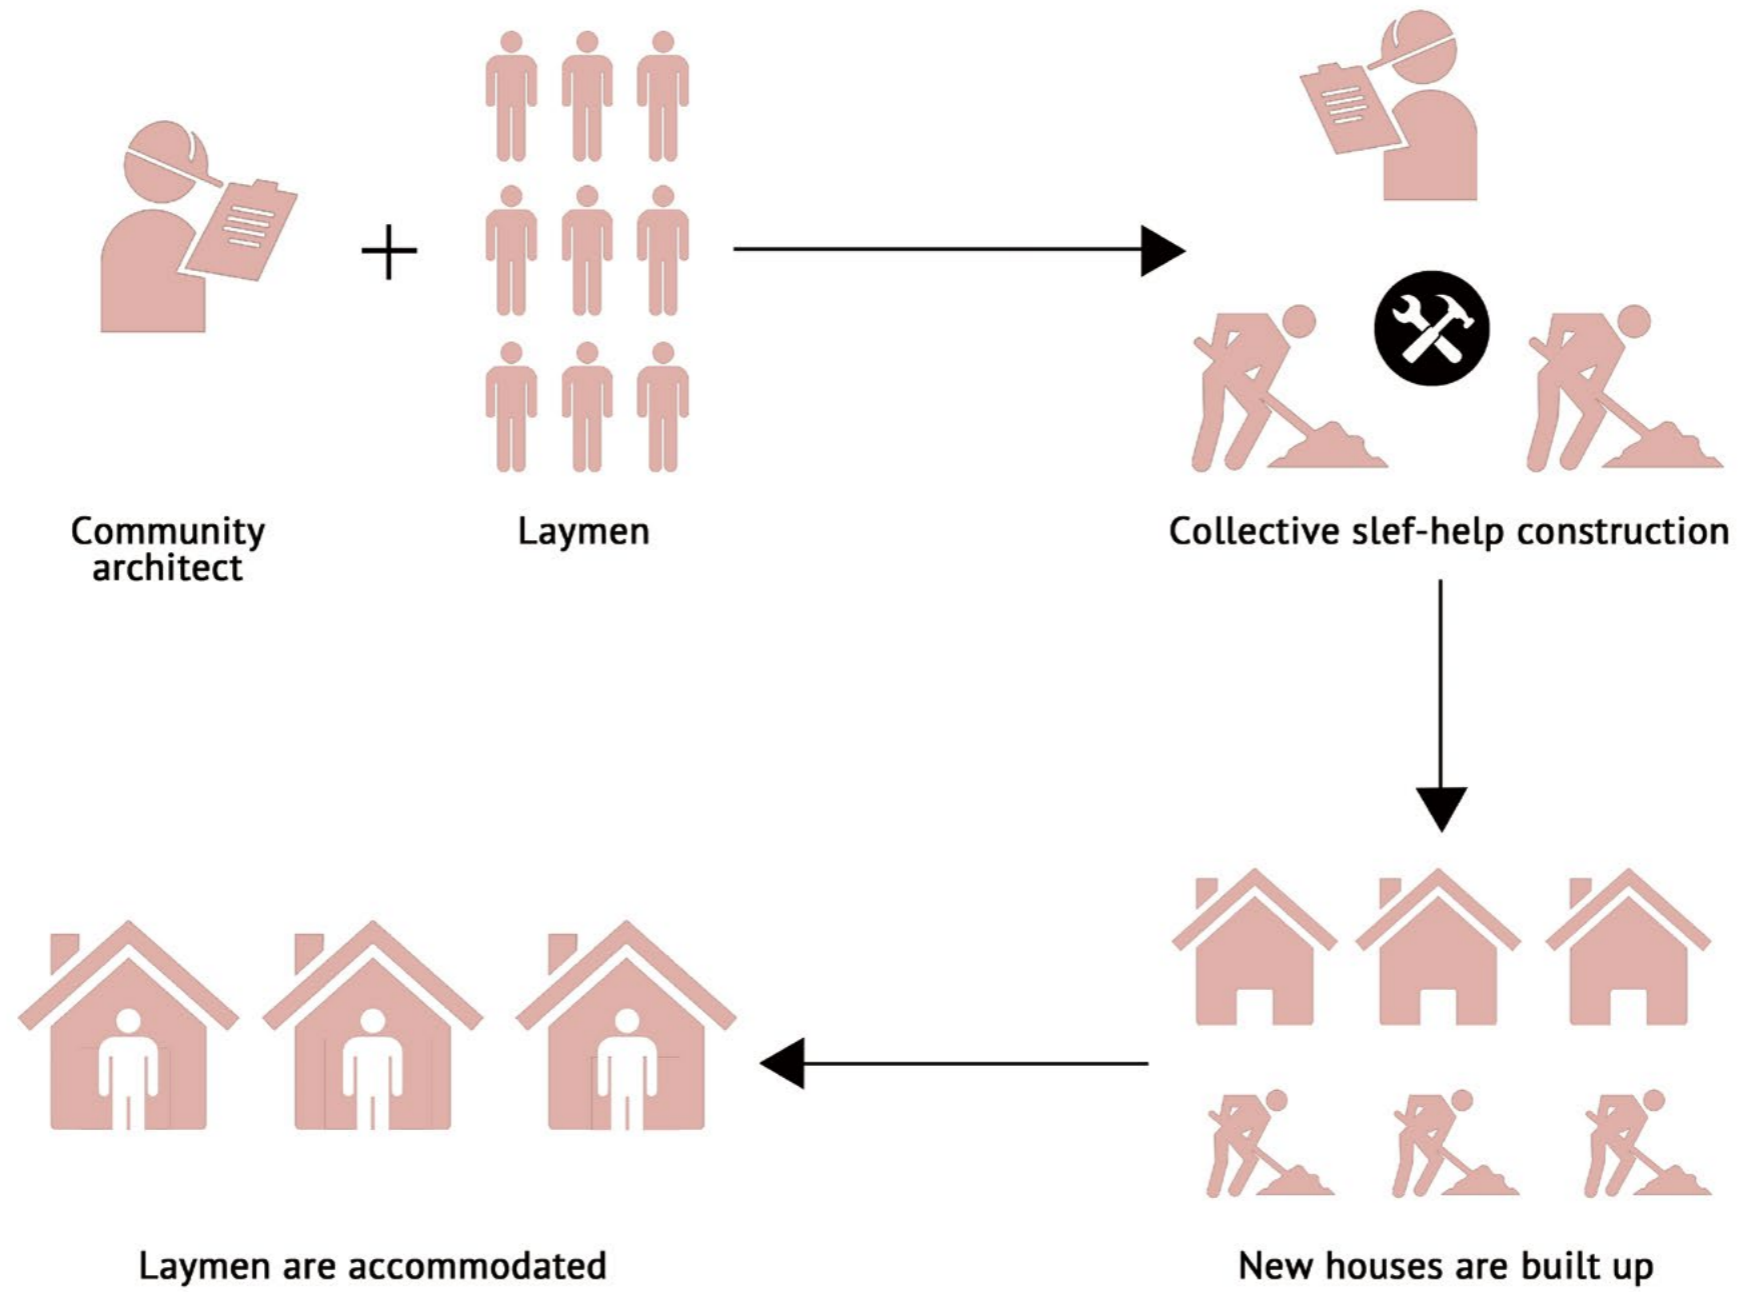 Community
architect
Laymen
Collective slef-help construction
Laymen are accommodated
New houses are built up